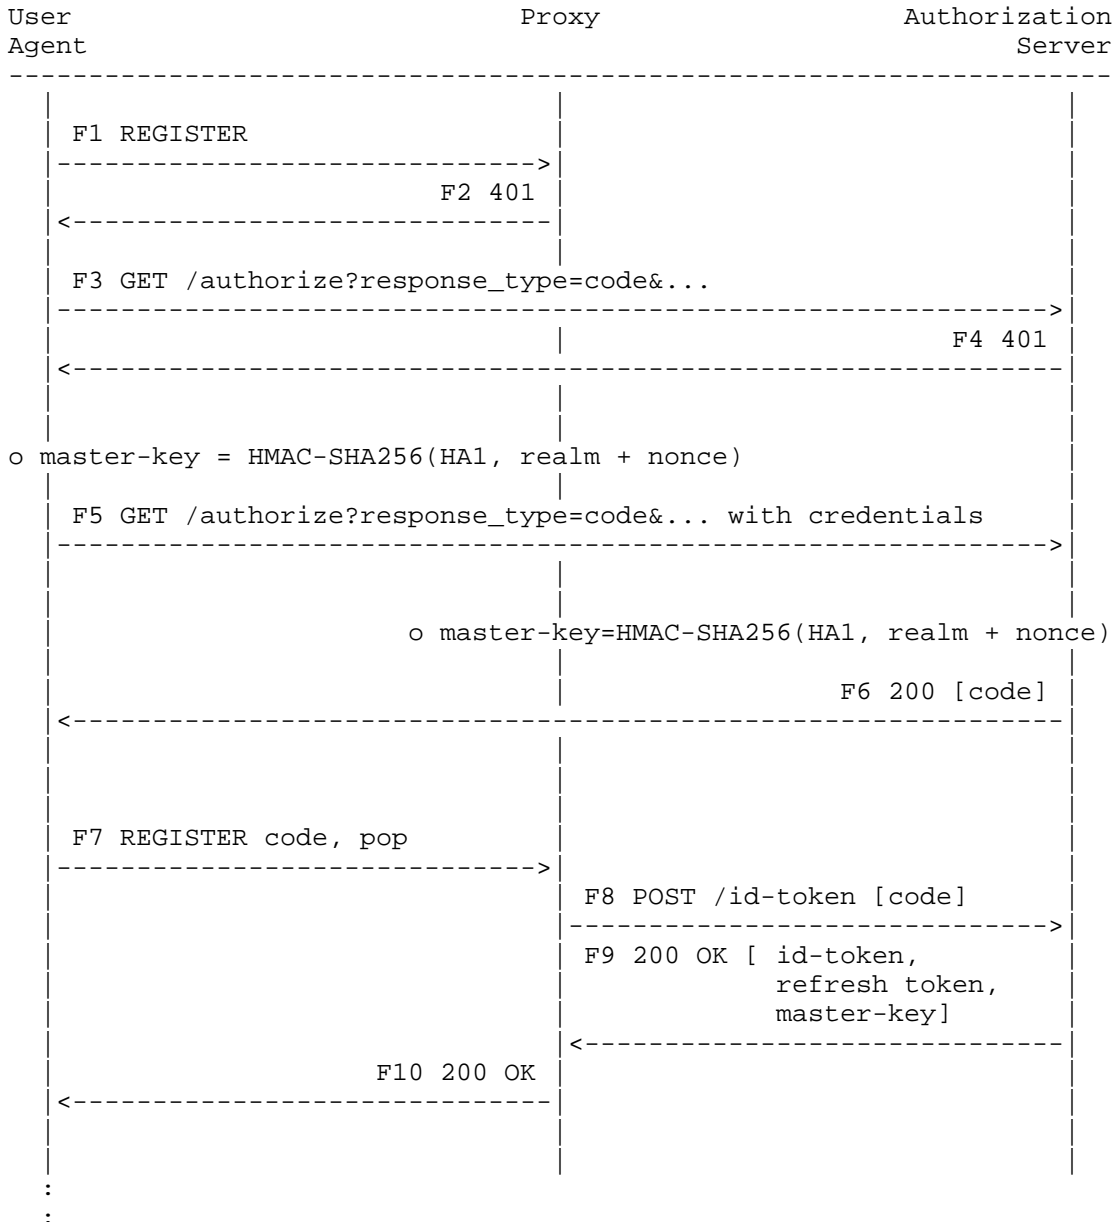 User Proxy Authorization
Agent Server
---------------------------------------------------------------------
F1 REGISTER
F2 401
F3 GET /authorize?response_type=code&...
F4 401
o master-key = HMAC-SHA256(HA1, realm + nonce)
F5 GET /authorize?response_type=code&... with credentials
o master-key=HMAC-SHA256(HA1, realm + nonce)
F6 200 [code]
F7 REGISTER code, pop
F8 POST /id-token [code]
F9 200 OK [ id-token,
refresh token,
master-key]
F10 200 OK
:
: